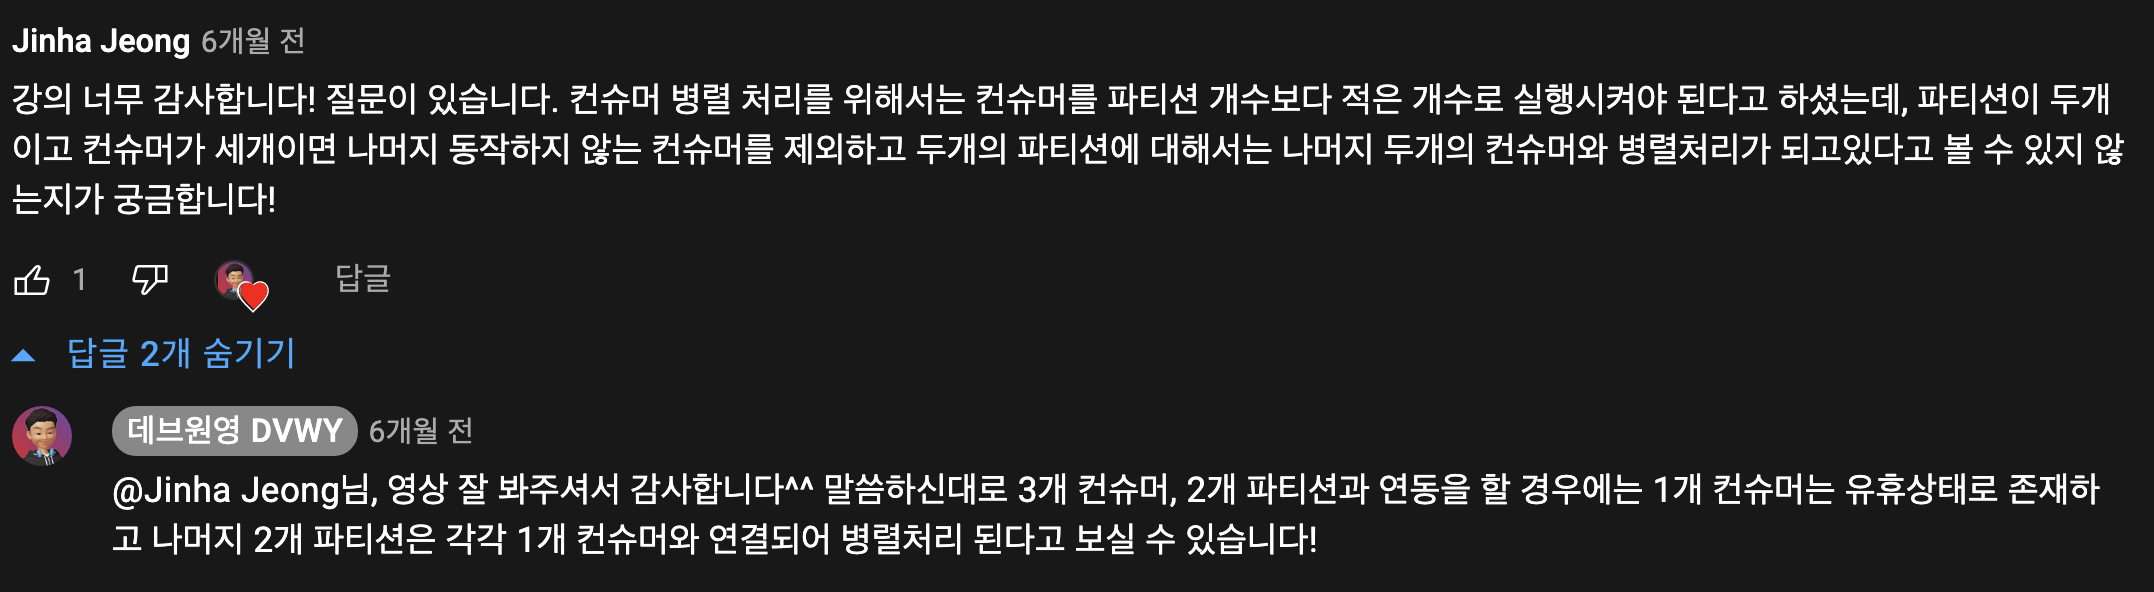 Jinha Jeong 6개월 전
강의 너무 감사합니다! 질문이 있습니다. 컨슈머 병렬 처리를 위해서는 컨슈머를 파티션 개수보다 적은 개수로 실행시켜야 된다고 하셨는데, 파티션이 두개
이고 컨슈머가 세개이면 나머지 동작하지 않는 컨슈머를 제외하고 두개의 파티션에 대해서는 나머지 두개의 컨슈머와 병렬처리가 되고있다고 볼 수 있지 않
는지가 궁금합니다!
1 답글
답글 2개 숨기기
데브원영 DVWY 6개월 전
@Jinha Jeong님, 영상 잘 봐주셔서 감사합니다^^ 말씀하신대로 3개 컨슈머, 2개 파티션과 연동을 할 경우에는 1개 컨슈머는 유휴상태로 존재하
고 나머지 2개 파티션은 각각 1개 컨슈머와 연결되어 병렬처리 된다고 보실 수 있습니다!